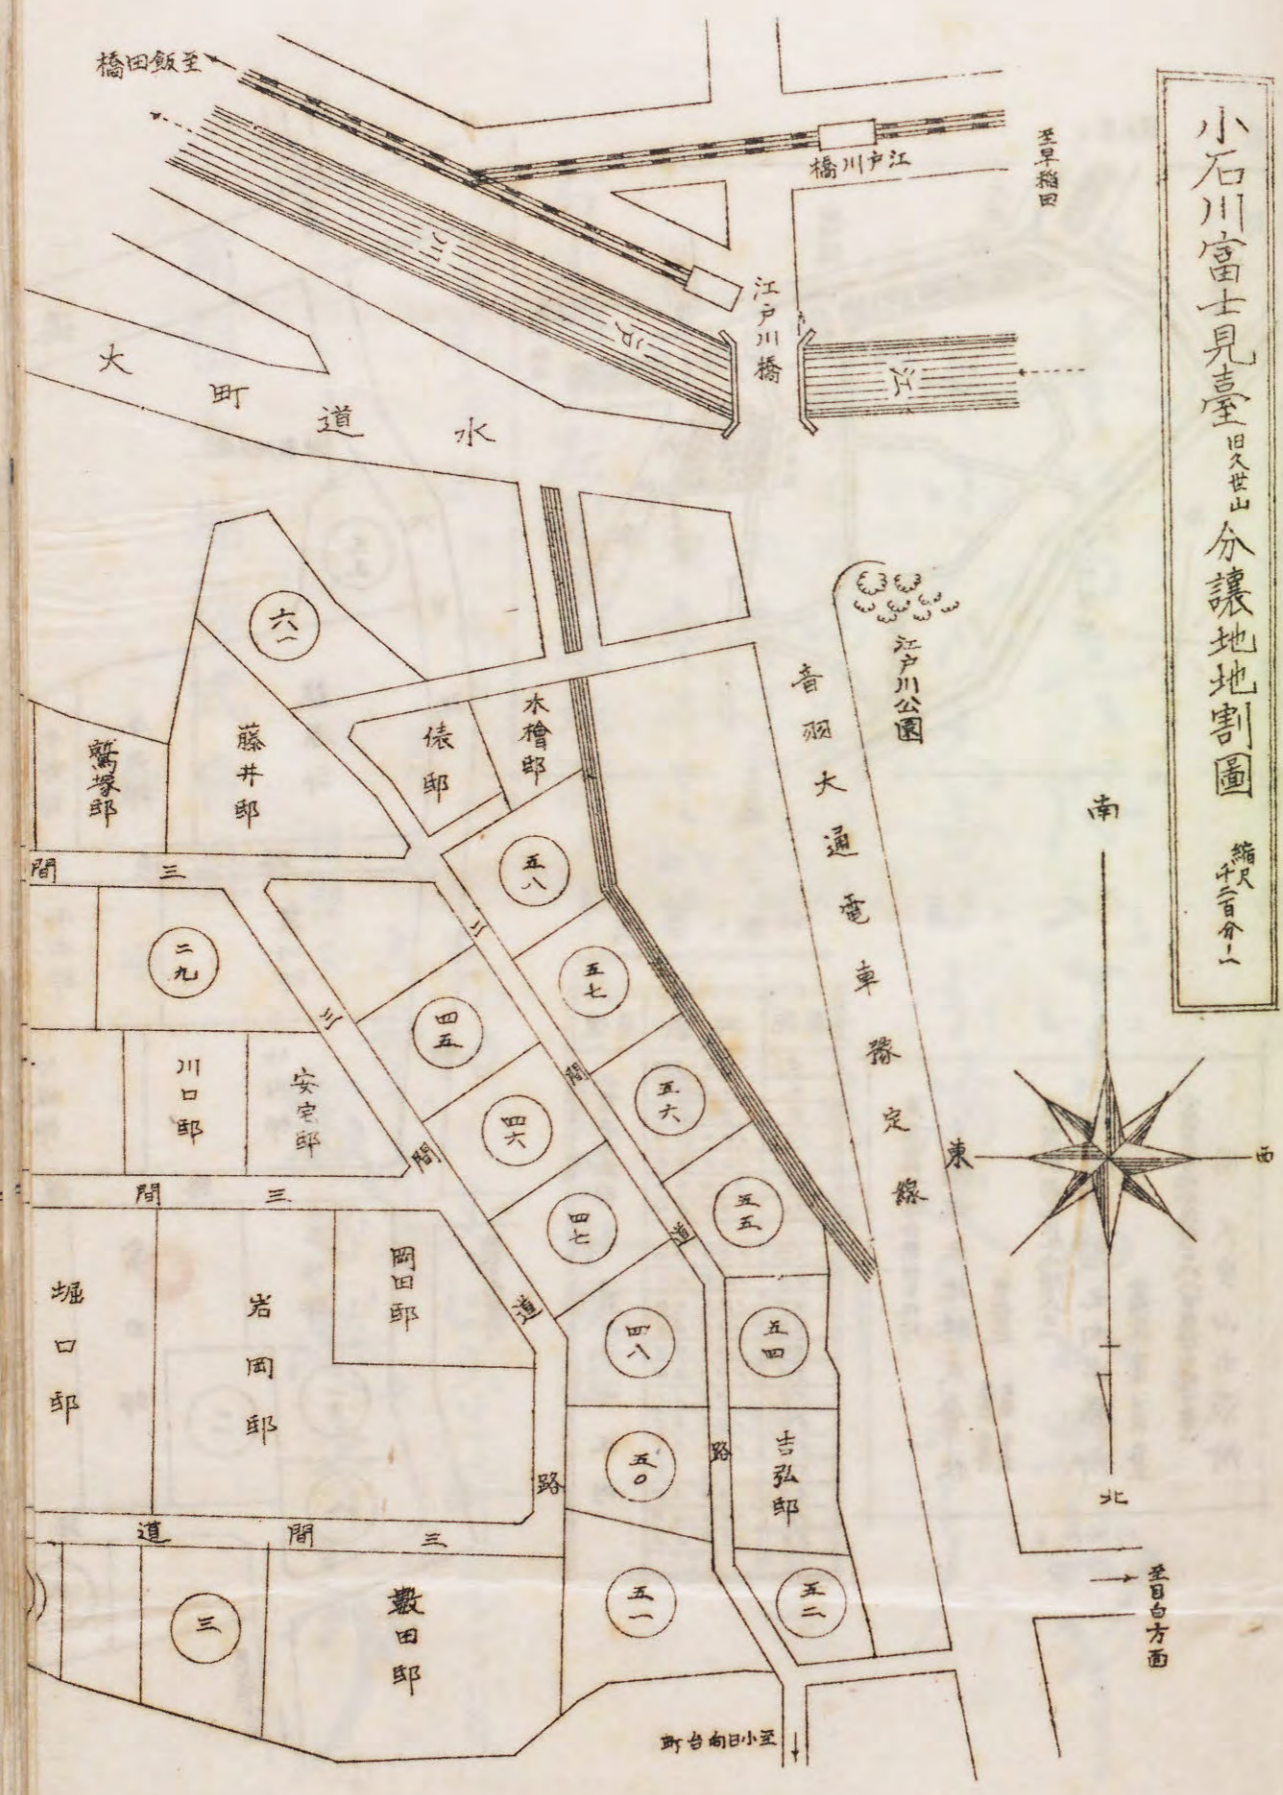 小石川富士見臺旧久世山分讓地地割圖 縮尺千二百分ノ一
至飯田橋
江戸川橋
至早稲田
江戸川橋
江
戸
川
水道町
大
江戸川公園
音羽大通電車豫定線
南
東
西
北
至目白方面
至小日向台町
六一
鷲塚邸
藤井邸
俵邸
水檜邸
三間
二九
川口邸
安宅邸
三間
堀口邸
岩岡邸
岡田邸
三間道
三
藪田邸
三間道路
二間道路
五八
五七
五六
五五
五四
吉弘邸
五二
四五
四六
四七
四八
五〇
五一